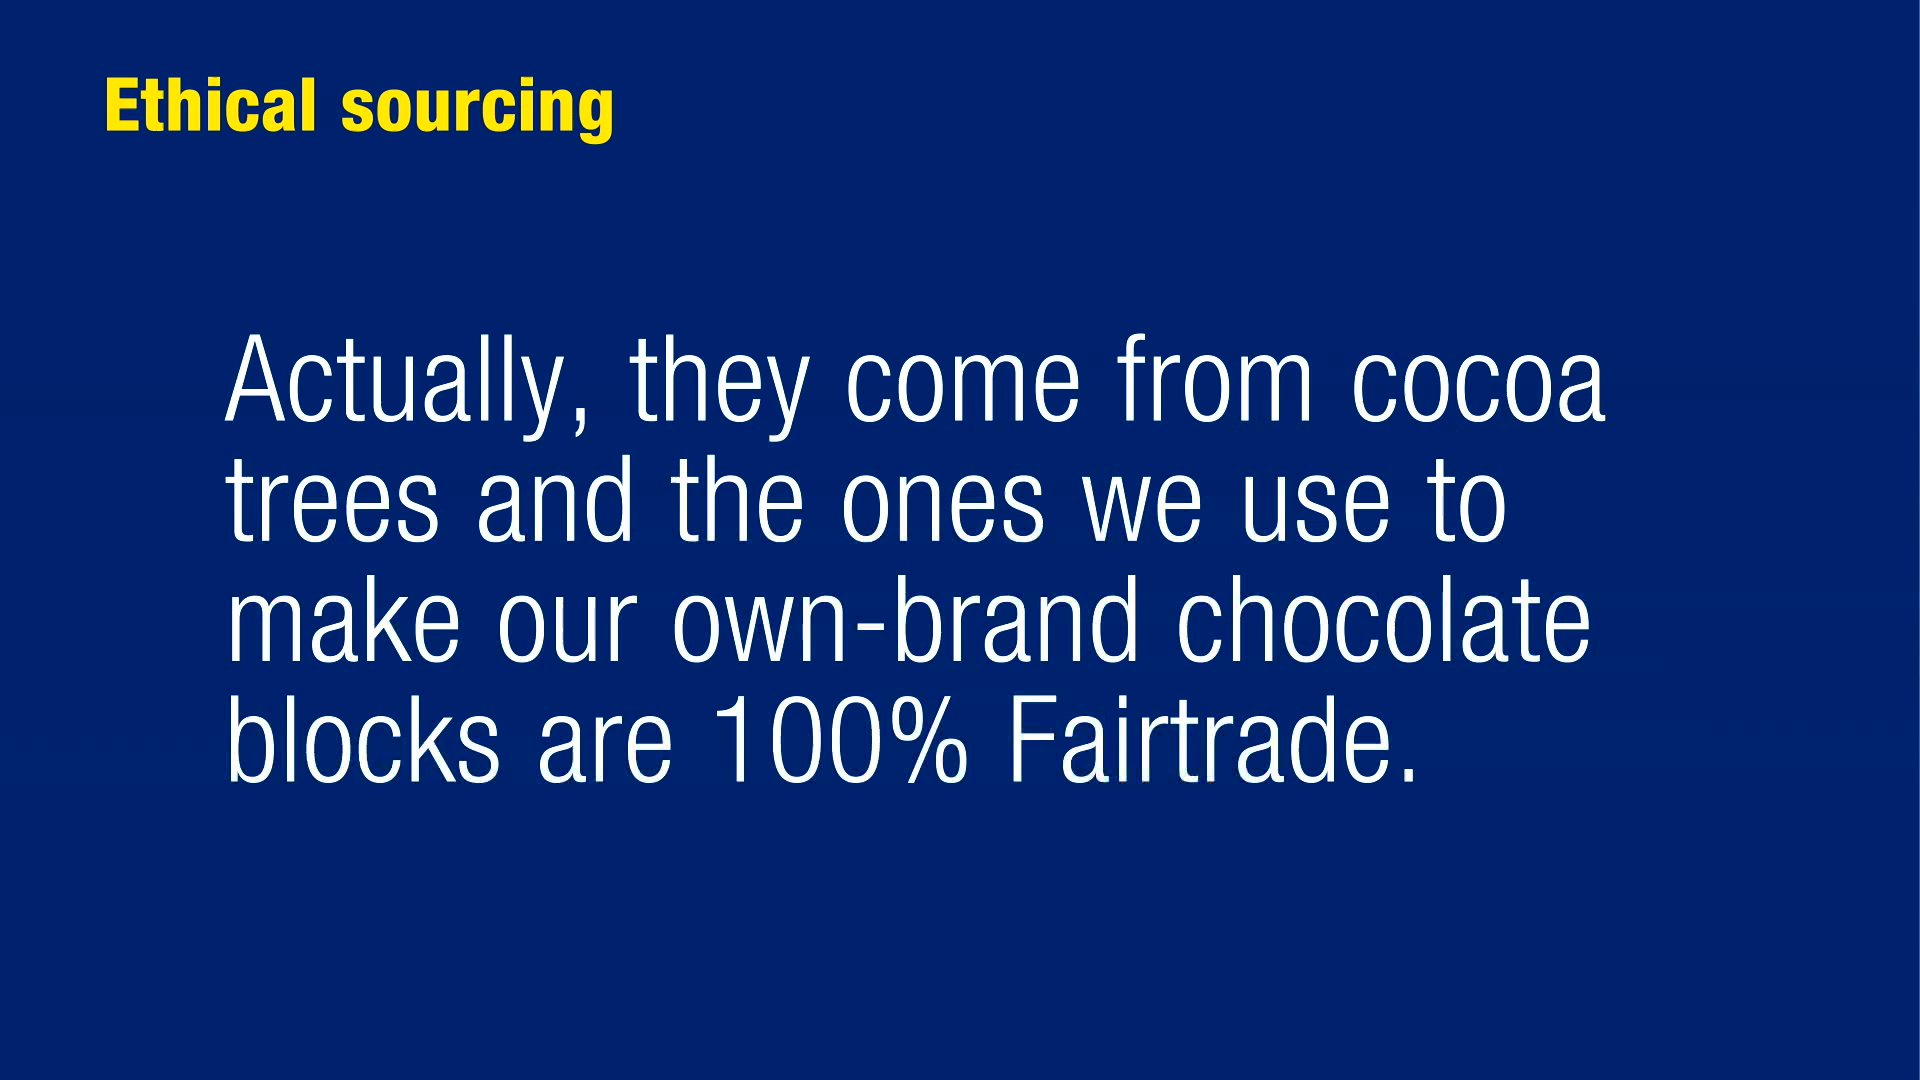 Ethical sourcing
Actually, they come from cocoa
trees and the ones we use to
make our own-brand chocolate
blocks are 100% Fairtrade.